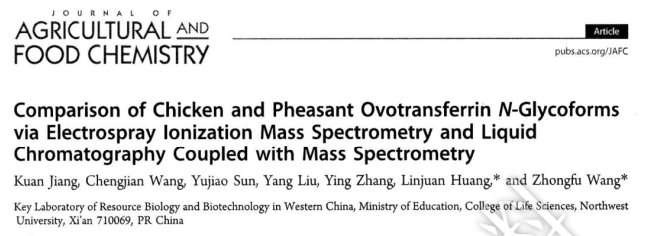 JOURNAL OF
AGRICULTURAL AND
FOOD CHEMISTRY
Article
pubs.acs.org/JAFC
Comparison of Chicken and Pheasant Ovotransferrin N-Glycoforms
via Electrospray Ionization Mass Spectrometry and Liquid
Chromatography Coupled with Mass Spectrometry
Kuan Jiang, Chengjian Wang, Yujiao Sun, Yang Liu, Ying Zhang, Linjuan Huang,* and Zhongfu Wang*
Key Laboratory of Resource Biology and Biotechnology in Western China, Ministry of Education, College of Life Sciences, Northwest
University, Xi'an 710069, PR China